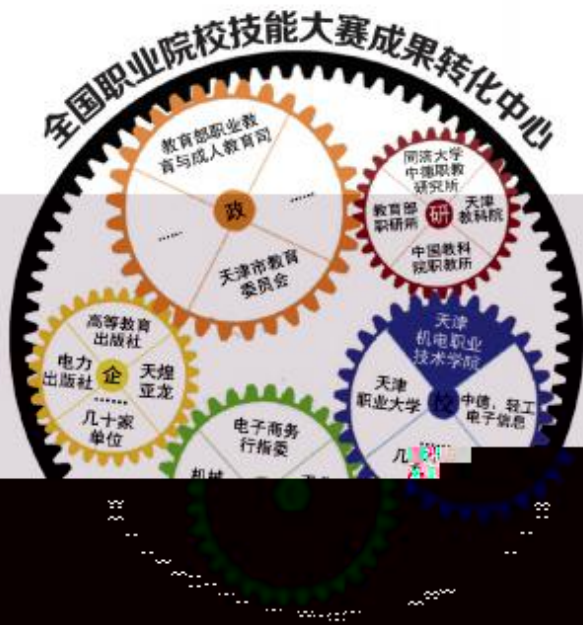 全国职业院校技能大赛成果转化中心
教育部职业教
育与成人教育司
……
……
政
天津市教育
委员会
同济大学
中德职教
研究所
教育部
职研所
研
天津
教科院
中国教科
院职教所
高等教育
出版社
电力
出版社
企
天煌
亚龙
……
几十家
单位
天津
机电职业
技术学院
天津
职业大学
校
中德，轻工
电子信息
……
几
电子商务
行指委
机械